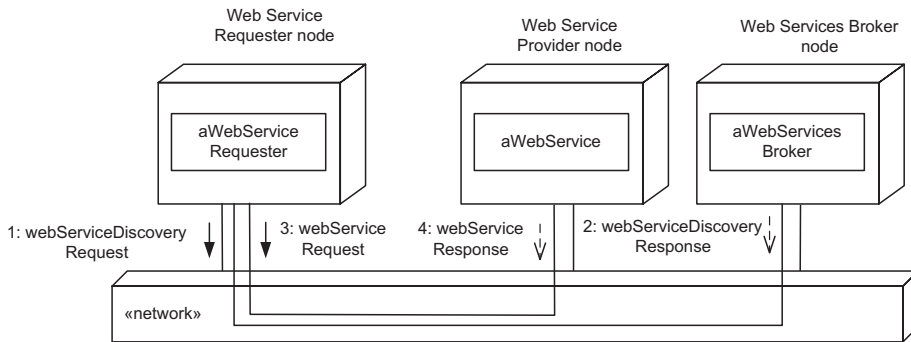 Web Service
Requester node
Web Service
Provider node
Web Services Broker
node
aWebService
Requester
aWebService
aWebServices
Broker
1: webServiceDiscovery
Request
3: webService
Request
4: webService
Response
2: webServiceDiscovery
Response
«network»